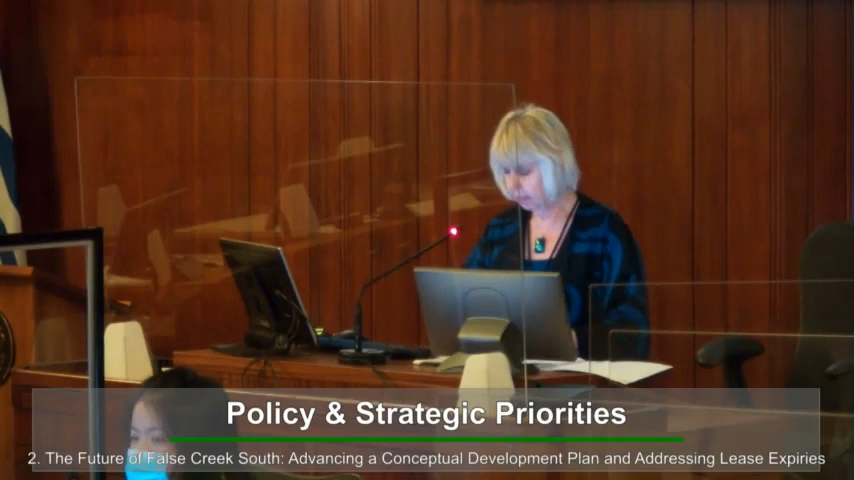 Policy & Strategic Priorities
2. The Future of False Creek South: Advancing a Conceptual Development Plan and Addressing Lease Expiries